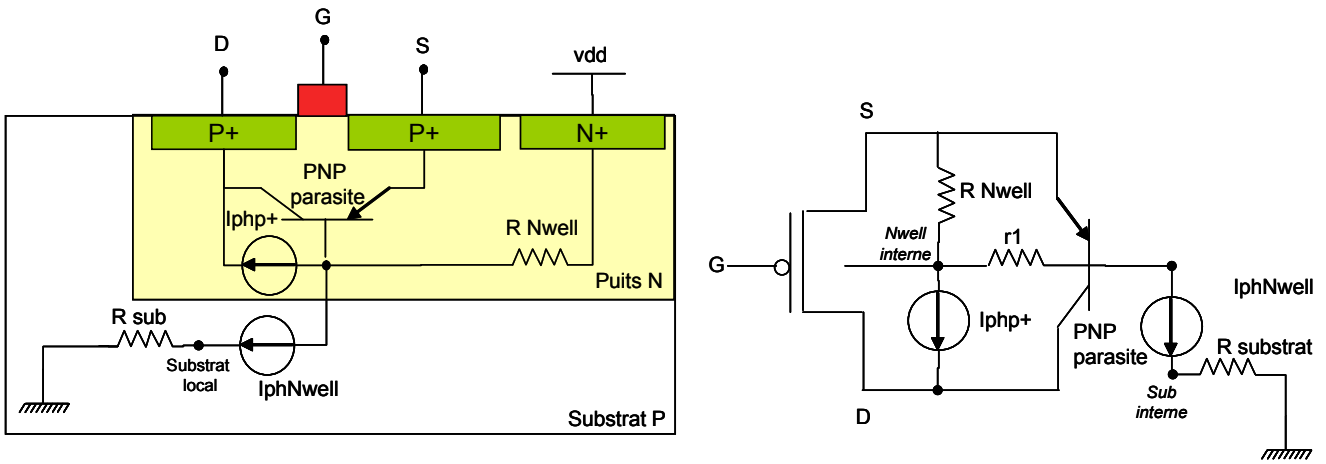 G
D
S
vdd
P+
P+
N+
PNP
parasite
Iphp+
R Nwell
Puits N
R sub
Substrat
local
IphNwell
Substrat P
S
R Nwell
Nwell
interne
r1
G
IphNwell
Iphp+
PNP
parasite
R substrat
Sub
interne
D